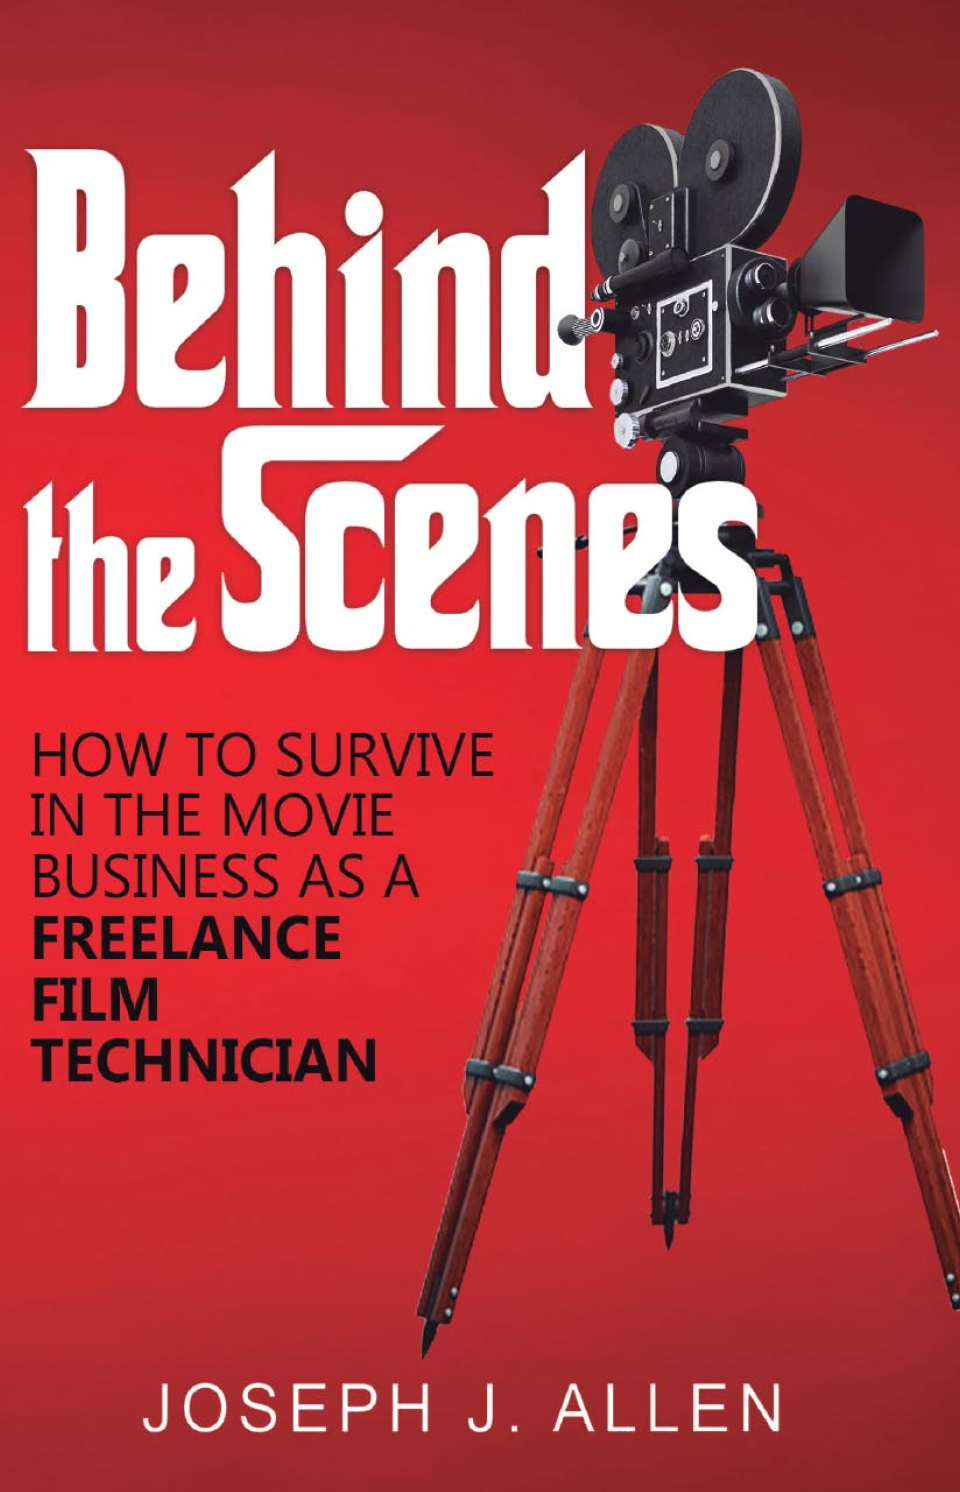 Behind
the Scenes
HOW TO SURVIVE
IN THE MOVIE
BUSINESS AS A
FREELANCE
FILM
TECHNICIAN
JOSEPH J. ALLEN